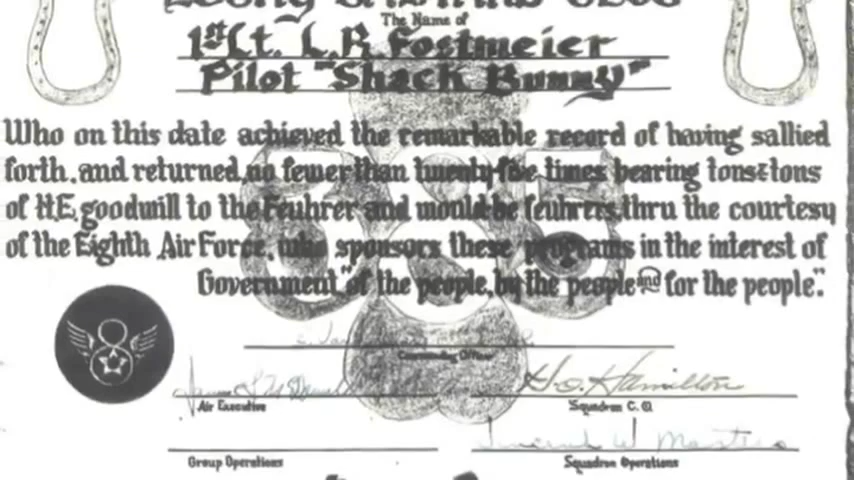 The Name of
1st Lt. L.R. Fostmeier
Pilot "Shack Bunny"
Who on this date achieved the remarkable record of having sallied
forth, and returned, no fewer than twenty-five times bearing tons & tons
of H.E. goodwill to the Feuhrer and would be feuhrers, thru the courtesy
of the Eighth Air Force, who sponsors these programs in the interest of
Government "of the people, by the people and for the people."
Commanding Officer
H.O. Hamilton
Air Executive
Squadron C.O.
W Masters
Group Operations
Squadron Operations